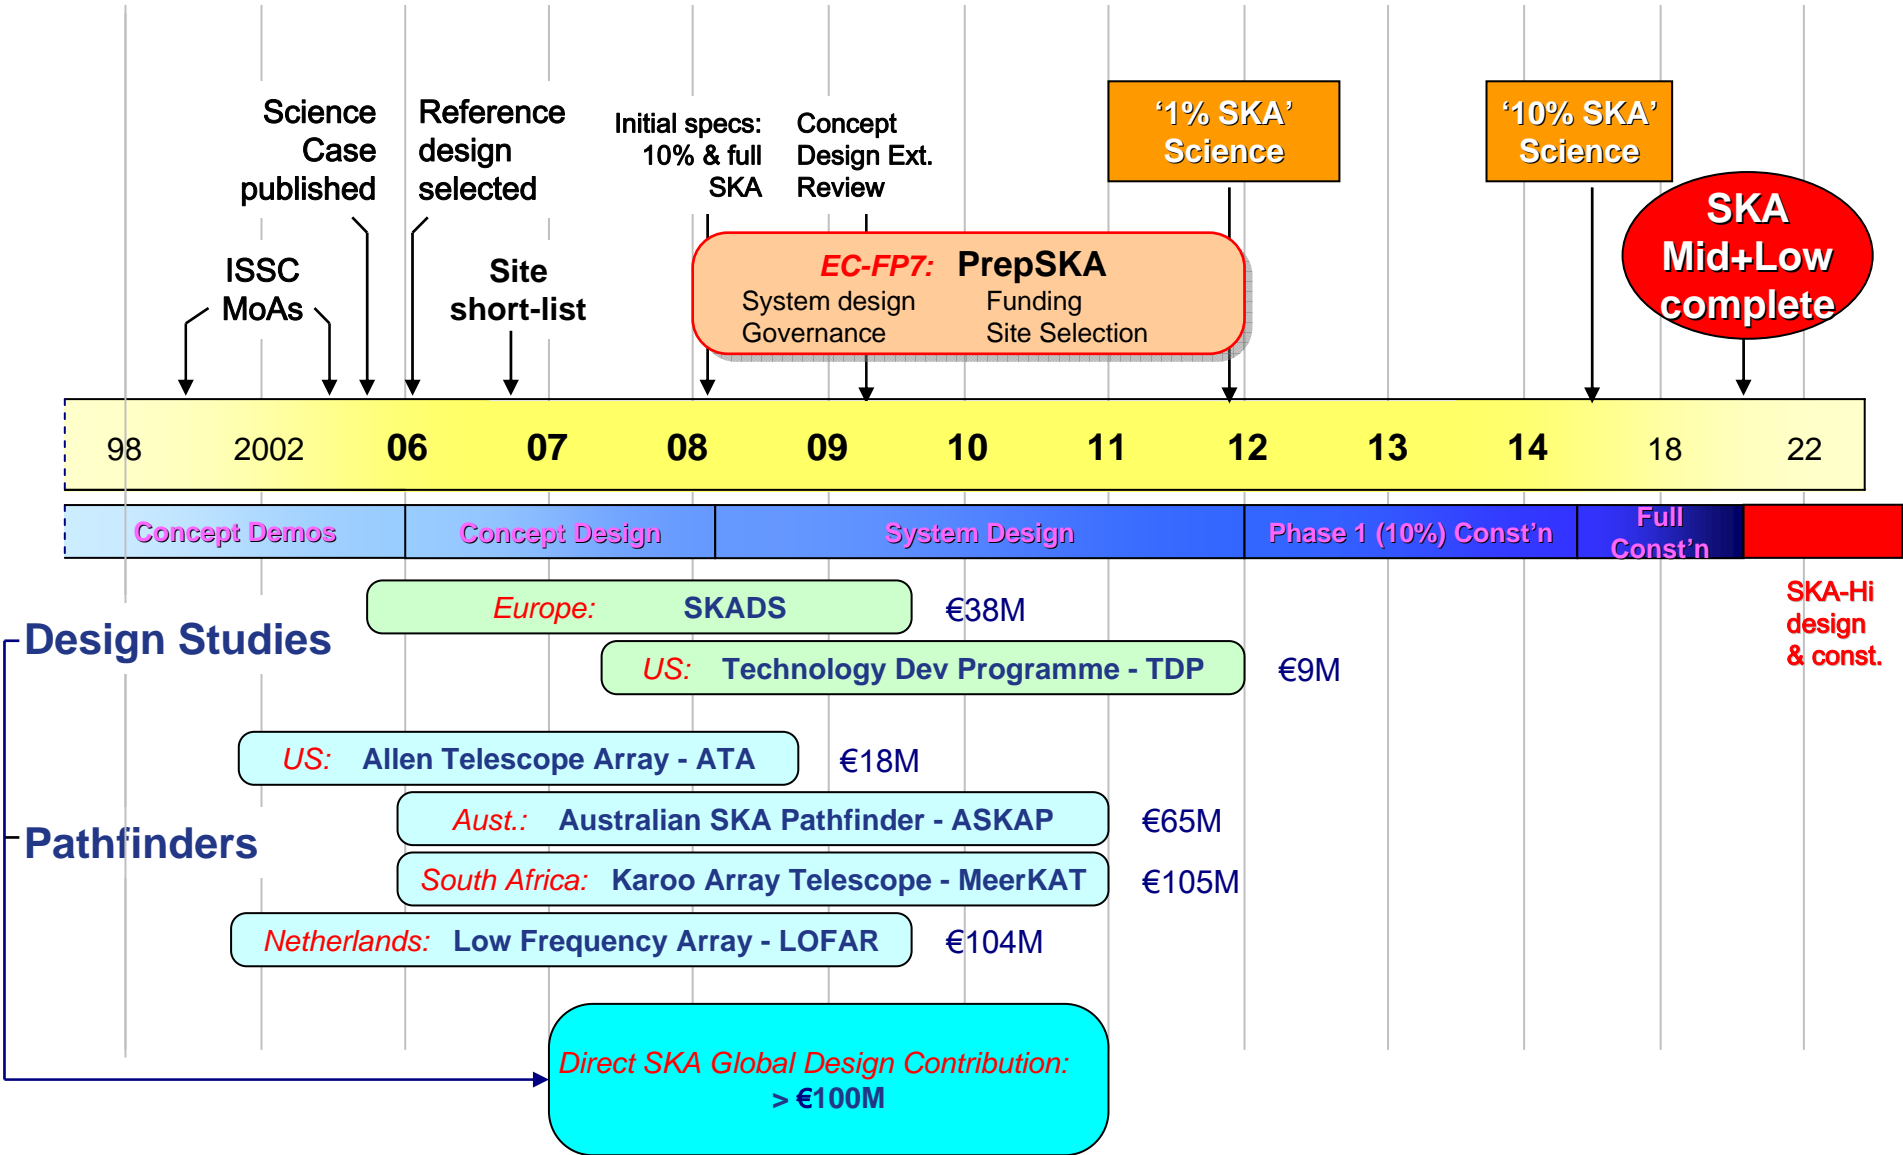 Science
Case
published
Reference
design
selected
Initial specs:
10% & full
SKA
Concept
Design Ext.
Review
‘1% SKA’
Science
‘10% SKA’
Science
SKA
Mid+Low
complete
ISSC
MoAs
Site
short-list
EC-FP7: PrepSKA
System design Funding
Governance Site Selection
98 2002 06 07 08 09 10 11 12 13 14 18 22
Concept Demos
Concept Design
System Design
Phase 1 (10%) Const’n
Full
Const’n
SKA-Hi
design
& const.
Design Studies
Europe: SKADS €38M
US: Technology Dev Programme - TDP €9M
Pathfinders
US: Allen Telescope Array - ATA €18M
Aust.: Australian SKA Pathfinder - ASKAP €65M
South Africa: Karoo Array Telescope - MeerKAT €105M
Netherlands: Low Frequency Array - LOFAR €104M
Direct SKA Global Design Contribution:
> €100M